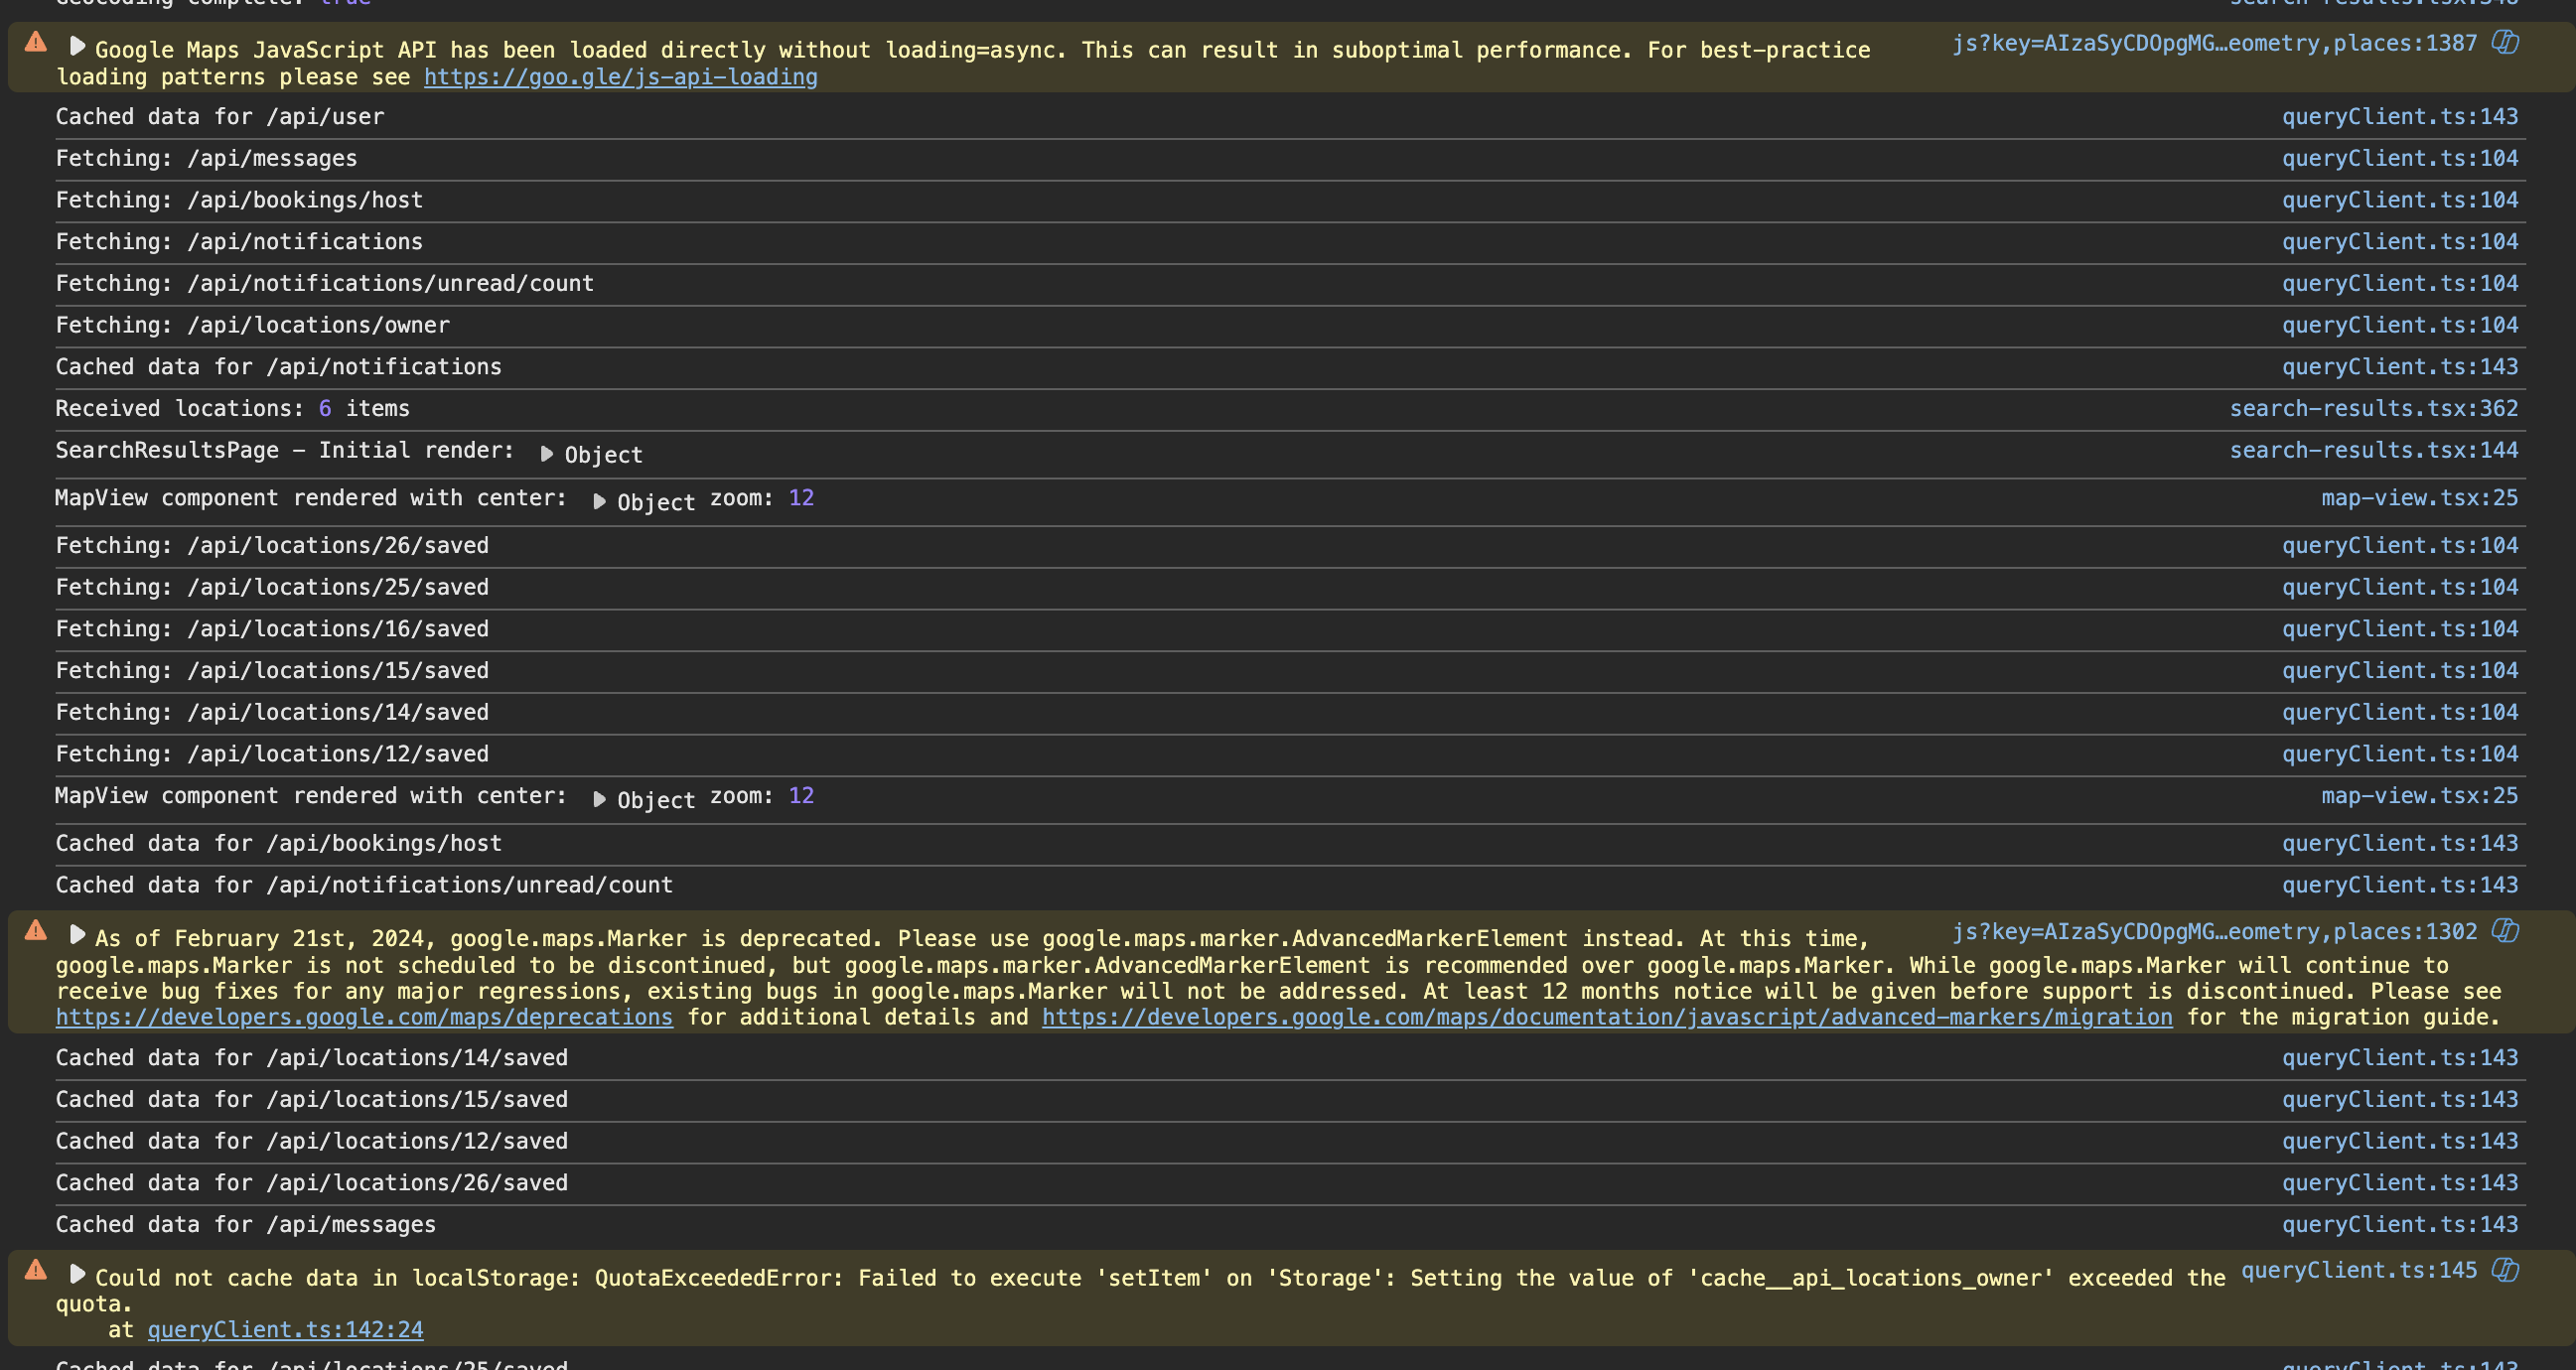 Geocoding complete: true search-results.tsx:348
Google Maps JavaScript API has been loaded directly without loading=async. This can result in suboptimal performance. For best-practice js?key=AIzaSyCDOpgMG…eometry,places:1387
loading patterns please see https://goo.gle/js-api-loading
Cached data for /api/user queryClient.ts:143
Fetching: /api/messages queryClient.ts:104
Fetching: /api/bookings/host queryClient.ts:104
Fetching: /api/notifications queryClient.ts:104
Fetching: /api/notifications/unread/count queryClient.ts:104
Fetching: /api/locations/owner queryClient.ts:104
Cached data for /api/notifications queryClient.ts:143
Received locations: 6 items search-results.tsx:362
SearchResultsPage - Initial render: Object search-results.tsx:144
MapView component rendered with center: Object zoom: 12 map-view.tsx:25
Fetching: /api/locations/26/saved queryClient.ts:104
Fetching: /api/locations/25/saved queryClient.ts:104
Fetching: /api/locations/16/saved queryClient.ts:104
Fetching: /api/locations/15/saved queryClient.ts:104
Fetching: /api/locations/14/saved queryClient.ts:104
Fetching: /api/locations/12/saved queryClient.ts:104
MapView component rendered with center: Object zoom: 12 map-view.tsx:25
Cached data for /api/bookings/host queryClient.ts:143
Cached data for /api/notifications/unread/count queryClient.ts:143
As of February 21st, 2024, google.maps.Marker is deprecated. Please use google.maps.marker.AdvancedMarkerElement instead. At this time, js?key=AIzaSyCDOpgMG…eometry,places:1302
google.maps.Marker is not scheduled to be discontinued, but google.maps.marker.AdvancedMarkerElement is recommended over google.maps.Marker. While google.maps.Marker will continue to
receive bug fixes for any major regressions, existing bugs in google.maps.Marker will not be addressed. At least 12 months notice will be given before support is discontinued. Please see
https://developers.google.com/maps/deprecations for additional details and https://developers.google.com/maps/documentation/javascript/advanced-markers/migration for the migration guide.
Cached data for /api/locations/14/saved queryClient.ts:143
Cached data for /api/locations/15/saved queryClient.ts:143
Cached data for /api/locations/12/saved queryClient.ts:143
Cached data for /api/locations/26/saved queryClient.ts:143
Cached data for /api/messages queryClient.ts:143
Could not cache data in localStorage: QuotaExceededError: Failed to execute 'setItem' on 'Storage': Setting the value of 'cache__api_locations_owner' exceeded the queryClient.ts:145
quota.
at queryClient.ts:142:24
Cached data for /api/locations/25/saved queryClient.ts:143